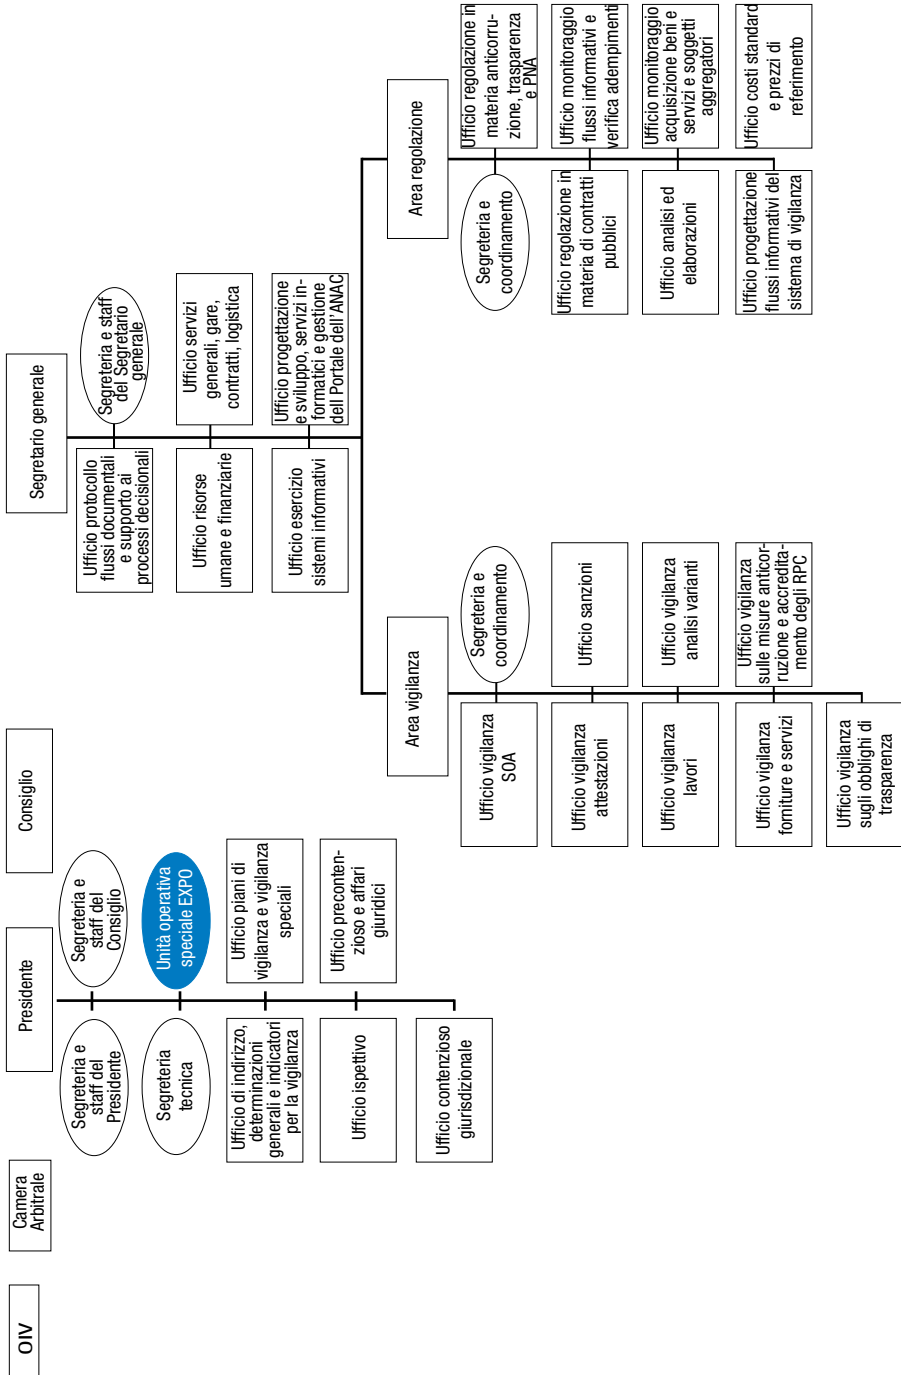 OIV
Camera
Arbitrale
Presidente
Consiglio
Segreteria e
staff del
Presidente
Segreteria e
staff del
Consiglio
Segreteria
tecnica
Unità operativa
speciale EXPO
Ufficio di indirizzo,
determinazioni
generali e indicatori
per la vigilanza
Ufficio piani di
vigilanza e vigilanza
speciali
Ufficio ispettivo
Ufficio preconten-
zioso e affari
giuridici
Ufficio contenzioso
giurisdizionale
Segretario generale
Ufficio protocollo
flussi documentali
e supporto ai
processi decisionali
Segreteria e staff
del Segretario
generale
Ufficio risorse
umane e finanziarie
Ufficio servizi
generali, gare,
contratti, logistica
Ufficio esercizio
sistemi informativi
Ufficio progettazione
e sviluppo, servizi in-
formatici e gestione
dell Portale dell'ANAC
Area vigilanza
Ufficio vigilanza
SOA
Segreteria e
coordinamento
Ufficio vigilanza
attestazioni
Ufficio sanzioni
Ufficio vigilanza
lavori
Ufficio vigilanza
analisi varianti
Ufficio vigilanza
forniture e servizi
Ufficio vigilanza
sulle misure anticor-
ruzione e accredita-
mento degli RPC
Ufficio vigilanza
sugli obblighi di
trasparenza
Area regolazione
Segreteria e
coordinamento
Ufficio regolazione in
materia anticorru-
zione, trasparenza
e PNA
Ufficio regolazione in
materia di contratti
pubblici
Ufficio monitoraggio
flussi informativi e
verifica adempimenti
Ufficio analisi ed
elaborazioni
Ufficio monitoraggio
acquisizione beni e
servizi e soggetti
aggregatori
Ufficio progettazione
flussi informativi del
sistema di vigilanza
Ufficio costi standard
e prezzi di
referimento